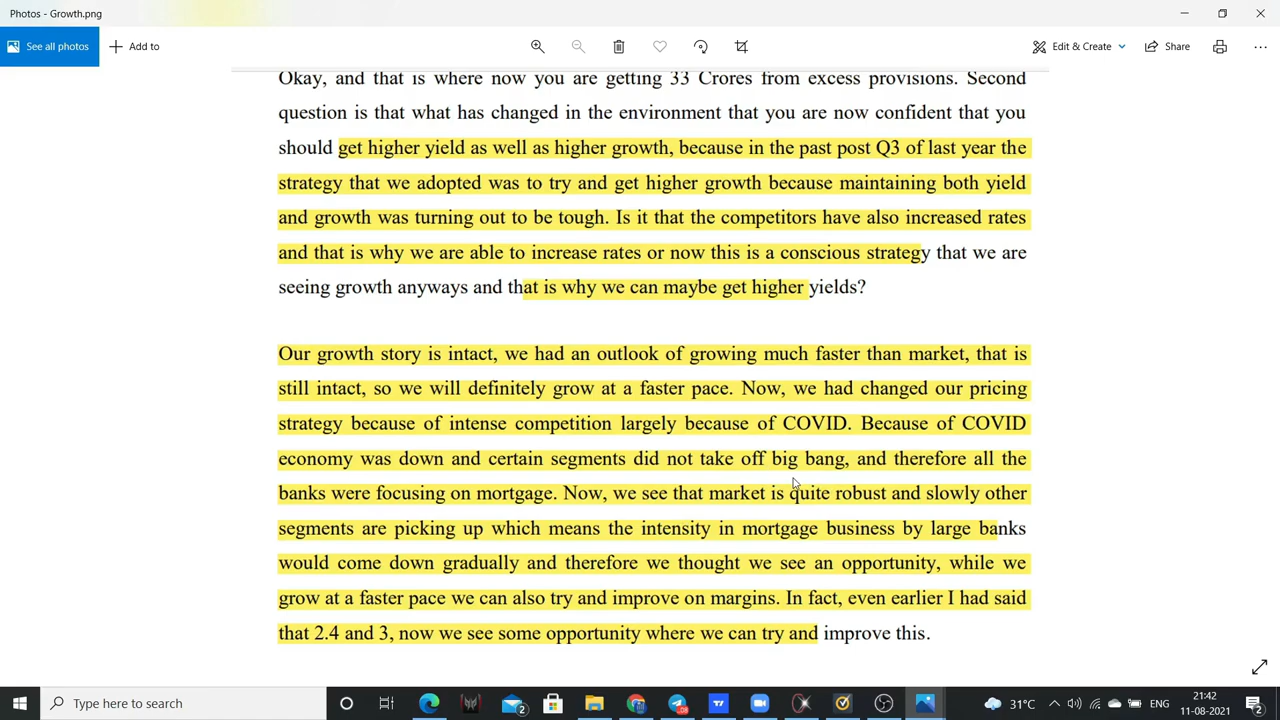 Photos - Growth.png
See all photos
Add to
Edit & Create
Share
Okay, and that is where now you are getting 33 Crores from excess provisions. Second
question is that what has changed in the environment that you are now confident that you
should get higher yield as well as higher growth, because in the past post Q3 of last year the
strategy that we adopted was to try and get higher growth because maintaining both yield
and growth was turning out to be tough. Is it that the competitors have also increased rates
and that is why we are able to increase rates or now this is a conscious strategy that we are
seeing growth anyways and that is why we can maybe get higher yields?
Our growth story is intact, we had an outlook of growing much faster than market, that is
still intact, so we will definitely grow at a faster pace. Now, we had changed our pricing
strategy because of intense competition largely because of COVID. Because of COVID
economy was down and certain segments did not take off big bang, and therefore all the
banks were focusing on mortgage. Now, we see that market is quite robust and slowly other
segments are picking up which means the intensity in mortgage business by large banks
would come down gradually and therefore we thought we see an opportunity, while we
grow at a faster pace we can also try and improve on margins. In fact, even earlier I had said
that 2.4 and 3, now we see some opportunity where we can try and improve this.
Type here to search
31°C
ENG
21:42
11-08-2021